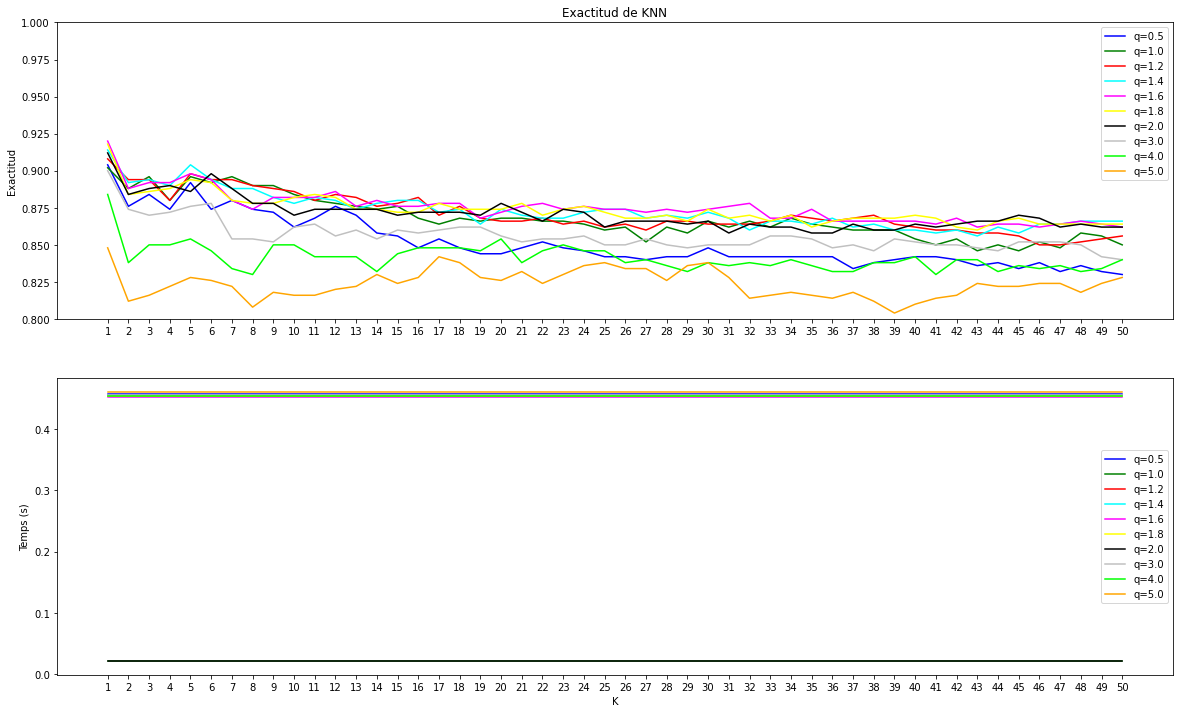 Exactitud de KNN
1.000
0.975
0.950
0.925
0.900
0.875
0.850
0.825
0.800
Exactitud
q=0.5
q=1.0
q=1.2
q=1.4
q=1.6
q=1.8
q=2.0
q=3.0
q=4.0
q=5.0
1 2 3 4 5 6 7 8 9 10 11 12 13 14 15 16 17 18 19 20 21 22 23 24 25 26 27 28 29 30 31 32 33 34 35 36 37 38 39 40 41 42 43 44 45 46 47 48 49 50
0.4
0.3
0.2
0.1
0.0
Temps (s)
q=0.5
q=1.0
q=1.2
q=1.4
q=1.6
q=1.8
q=2.0
q=3.0
q=4.0
q=5.0
1 2 3 4 5 6 7 8 9 10 11 12 13 14 15 16 17 18 19 20 21 22 23 24 25 26 27 28 29 30 31 32 33 34 35 36 37 38 39 40 41 42 43 44 45 46 47 48 49 50
K